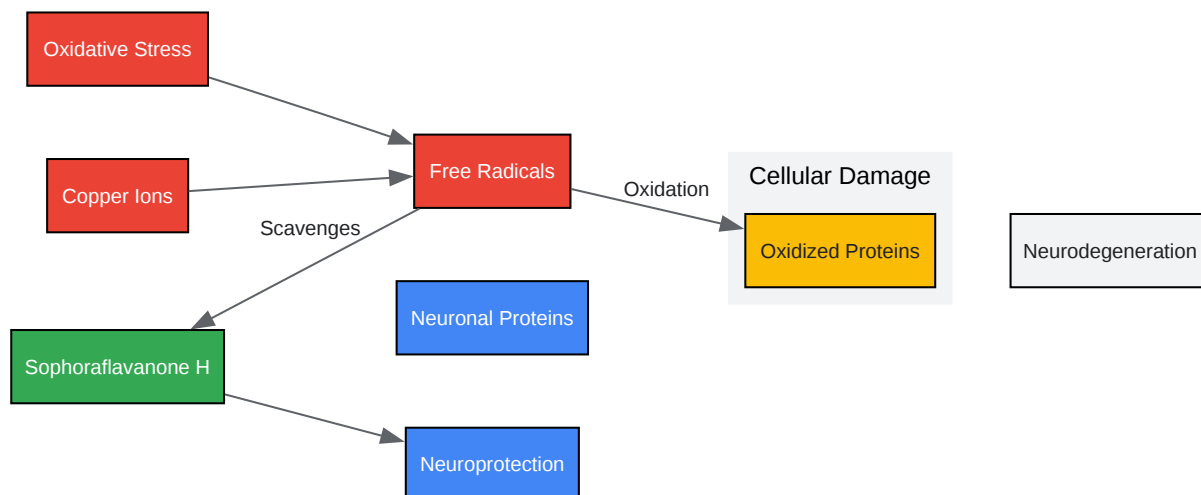 Oxidative Stress
Copper Ions
Free Radicals
Scavenges
Oxidation
Cellular Damage
Oxidized Proteins
Neurodegeneration
Neuronal Proteins
Sophoraflavanone H
Neuroprotection